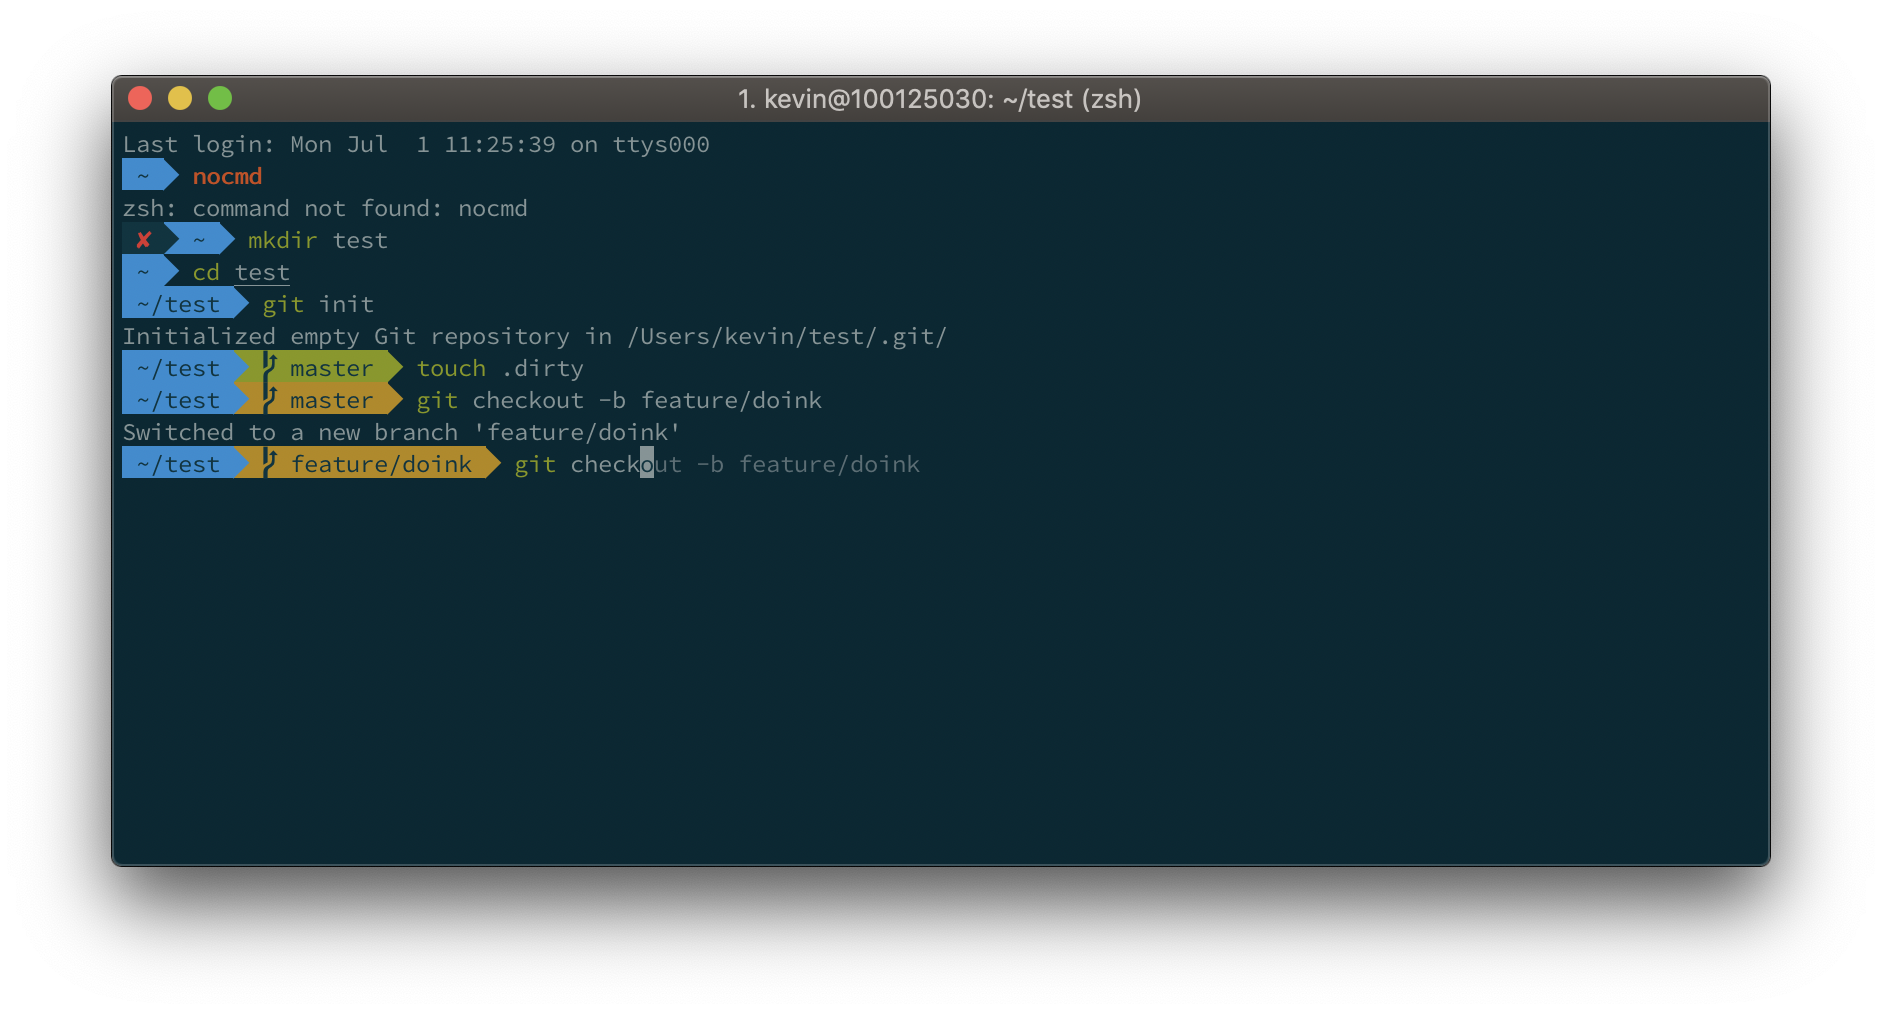 1. kevin@100125030: ~/test (zsh)
Last login: Mon Jul  1 11:25:39 on ttys000
~ nocmd
zsh: command not found: nocmd
✘ ~ mkdir test
~ cd test
~/test git init
Initialized empty Git repository in /Users/kevin/test/.git/
~/test master touch .dirty
~/test master git checkout -b feature/doink
Switched to a new branch 'feature/doink'
~/test feature/doink git checkout -b feature/doink